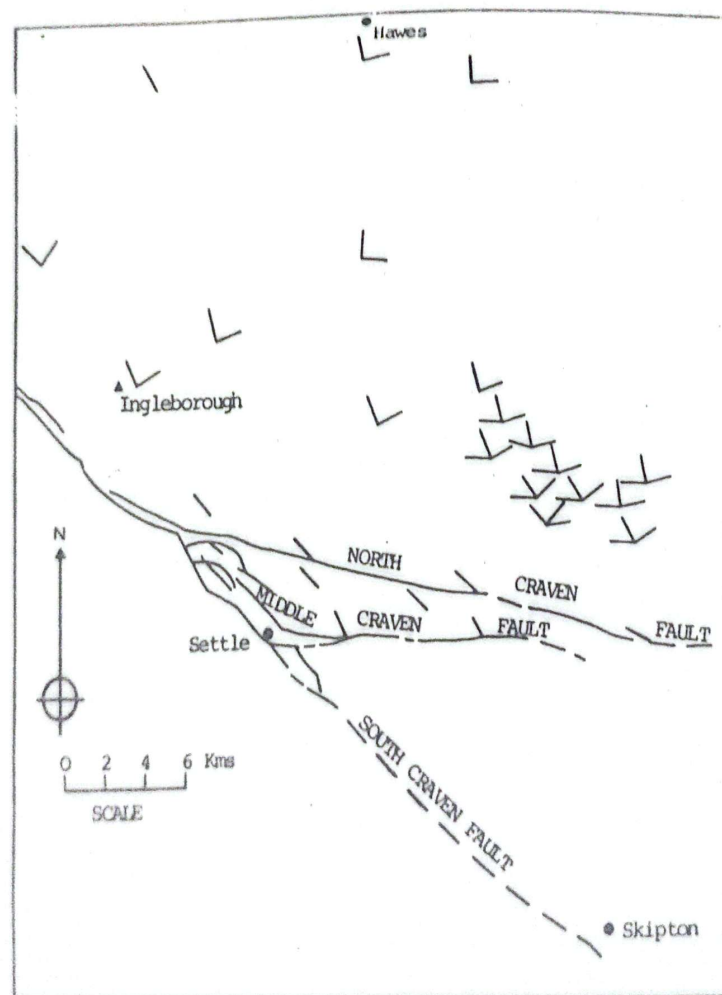 Hawes
Ingleborough
N
NORTH
CRAVEN
FAULT
MIDDLE
CRAVEN
FAULT
Settle
0 2 4 6 Kms
SCALE
SOUTH CRAVEN FAULT
Skipton